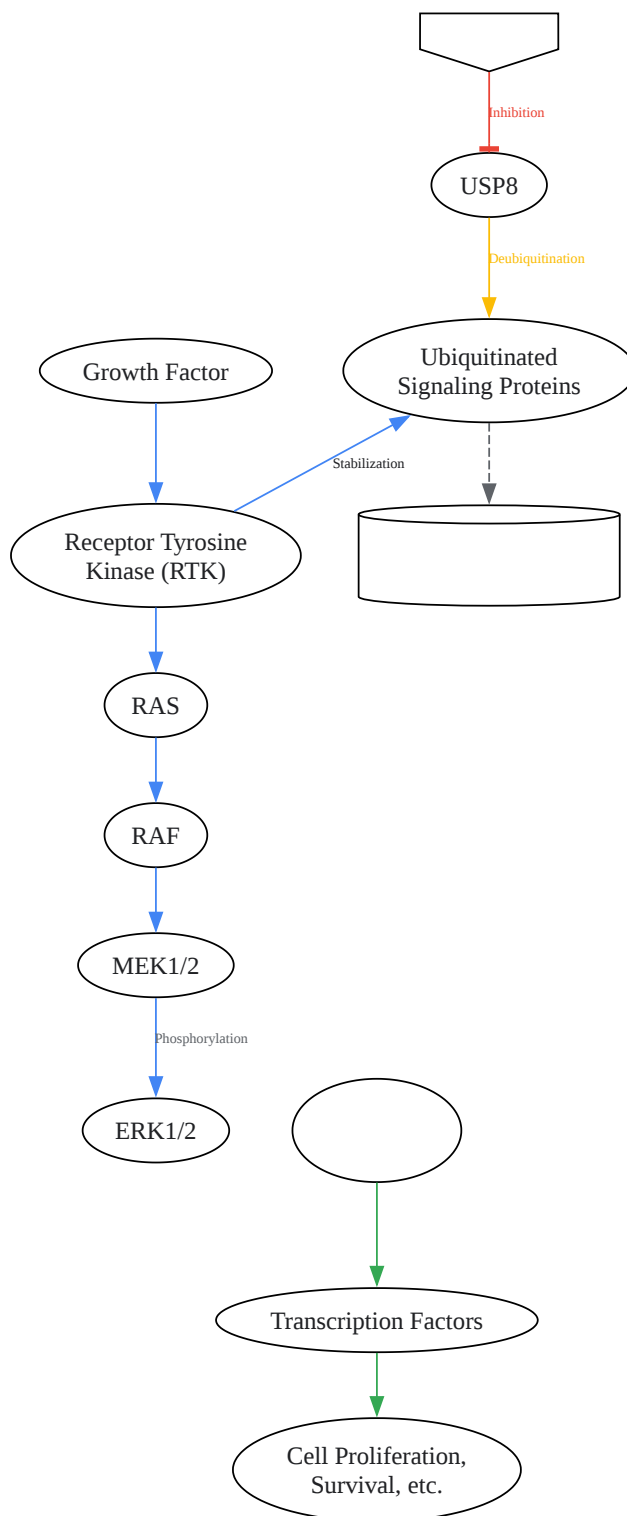 Inhibition
USP8
Deubiquitination
Growth Factor
Ubiquitinated
Signaling Proteins
Stabilization
Receptor Tyrosine
Kinase (RTK)
RAS
RAF
MEK1/2
Phosphorylation
ERK1/2
Transcription Factors
Cell Proliferation,
Survival, etc.